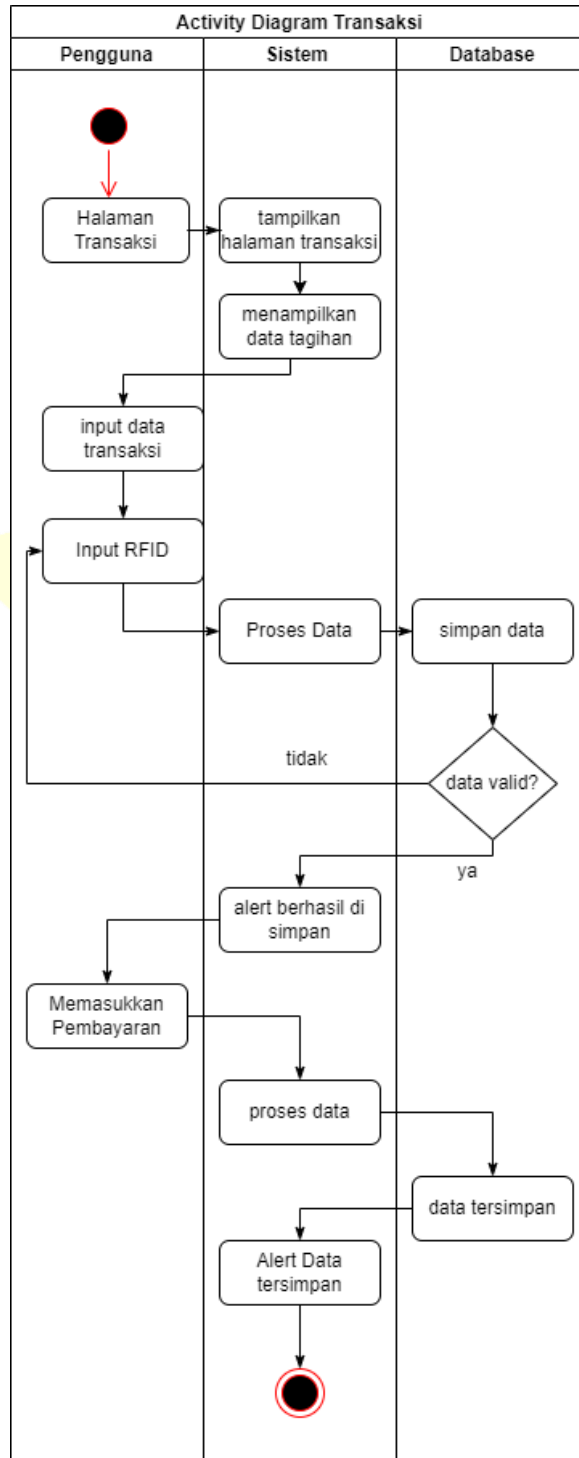 Activity Diagram Transaksi
Pengguna
Sistem
Database
Halaman
Transaksi
tampilkan
halaman transaksi
menampilkan
data tagihan
input data
transaksi
Input RFID
Proses Data
simpan data
data valid?
tidak
ya
alert berhasil di
simpan
Memasukkan
Pembayaran
proses data
data tersimpan
Alert Data
tersimpan